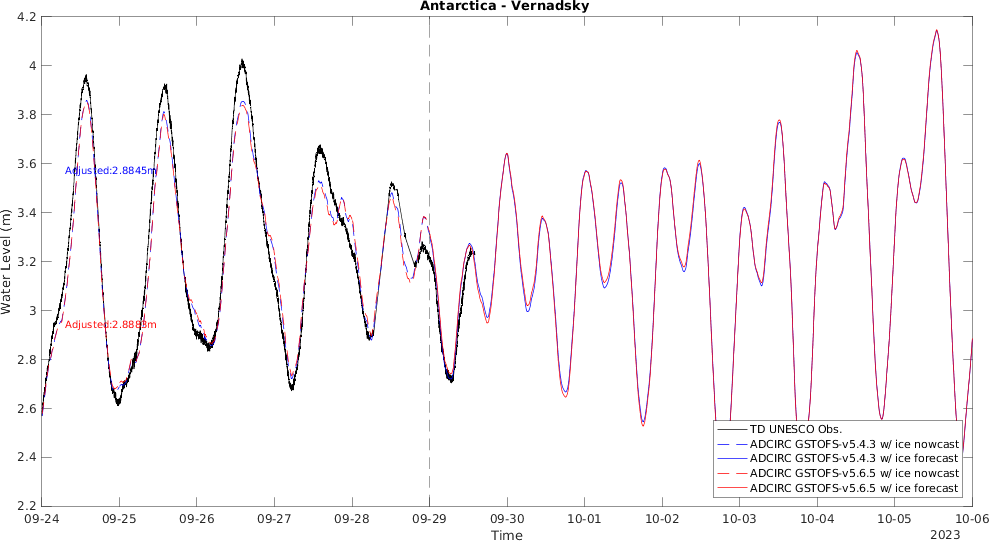 Antarctica - Vernadsky
4.2
4
3.8
3.6
3.4
3.2
3
2.8
2.6
2.4
2.2
Water Level (m)
Adjusted:2.8845m
Adjusted:2.8883m
TD UNESCO Obs.
ADCIRC GSTOFS-v5.4.3 w/ ice nowcast
ADCIRC GSTOFS-v5.4.3 w/ ice forecast
ADCIRC GSTOFS-v5.6.5 w/ ice nowcast
ADCIRC GSTOFS-v5.6.5 w/ ice forecast
09-24 09-25 09-26 09-27 09-28 09-29 09-30 10-01 10-02 10-03 10-04 10-05 10-06
Time
2023